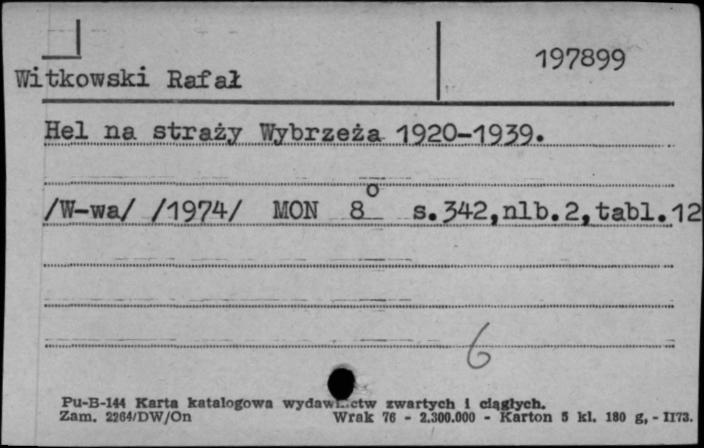 197899
Witkowski Rafał
Hel na straży Wybrzeża 1920-1939.
/W-wa/ /1974/ MON 8° s.342,nlb.2,tabl.12
6
Pu-B-144 Karta katalogowa zwartych i ciągłych.
Zam. 2264/DW/On Wrak 76 - 2.300.000 - Karton 5 kl. 180 g, - II73.